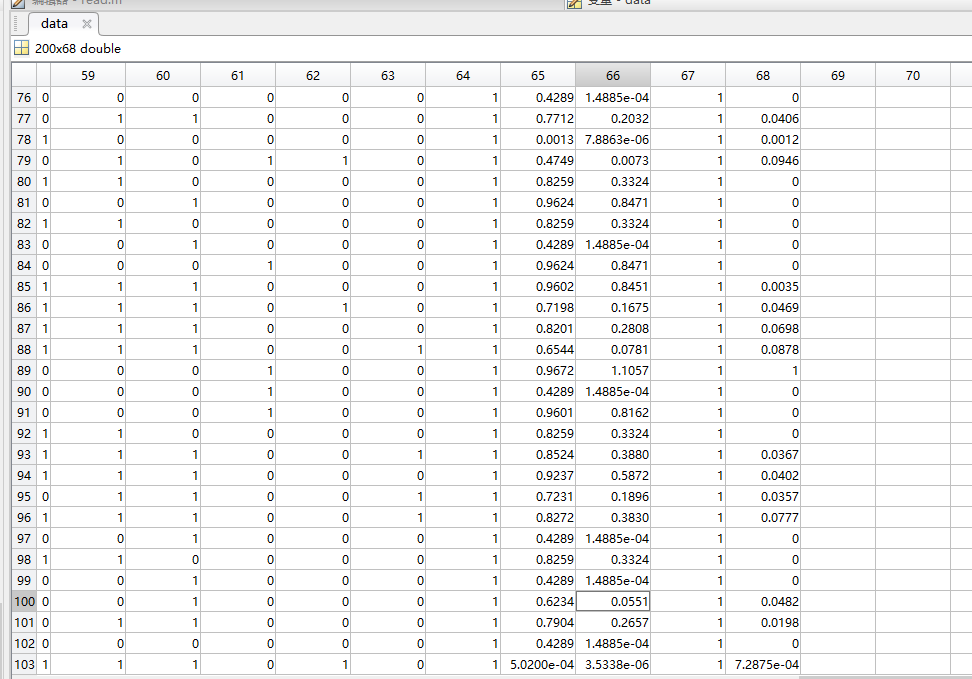 编辑器 - read.m 变量 - data
data
200x68 double
59 60 61 62 63 64 65 66 67 68 69 70
76 0 0 0 0 0 0 1 0.4289 1.4885e-04 1 0
77 0 1 1 0 0 0 1 0.7712 0.2032 1 0.0406
78 1 0 0 0 0 0 1 0.0013 7.8863e-06 1 0.0012
79 0 1 0 1 1 0 1 0.4749 0.0073 1 0.0946
80 1 1 0 0 0 0 1 0.8259 0.3324 1 0
81 0 0 1 0 0 0 1 0.9624 0.8471 1 0
82 1 1 0 0 0 0 1 0.8259 0.3324 1 0
83 0 0 1 0 0 0 1 0.4289 1.4885e-04 1 0
84 0 0 0 1 0 0 1 0.9624 0.8471 1 0
85 1 1 1 0 0 0 1 0.9602 0.8451 1 0.0035
86 1 1 1 0 1 0 1 0.7198 0.1675 1 0.0469
87 1 1 1 0 0 0 1 0.8201 0.2808 1 0.0698
88 1 1 1 0 0 1 1 0.6544 0.0781 1 0.0878
89 0 0 0 1 0 0 1 0.9672 1.1057 1 1
90 0 0 0 1 0 0 1 0.4289 1.4885e-04 1 0
91 0 0 0 1 0 0 1 0.9601 0.8162 1 0
92 1 1 0 0 0 0 1 0.8259 0.3324 1 0
93 1 1 1 0 0 1 1 0.8524 0.3880 1 0.0367
94 1 1 1 0 0 0 1 0.9237 0.5872 1 0.0402
95 0 1 1 0 0 1 1 0.7231 0.1896 1 0.0357
96 1 1 1 0 0 1 1 0.8272 0.3830 1 0.0777
97 0 0 1 0 0 0 1 0.4289 1.4885e-04 1 0
98 1 1 0 0 0 0 1 0.8259 0.3324 1 0
99 0 0 1 0 0 0 1 0.4289 1.4885e-04 1 0
100 0 0 1 0 0 0 1 0.6234 0.0551 1 0.0482
101 0 1 1 0 0 0 1 0.7904 0.2657 1 0.0198
102 0 0 0 0 0 0 1 0.4289 1.4885e-04 1 0
103 1 1 1 0 1 0 1 5.0200e-04 3.5338e-06 1 7.2875e-04